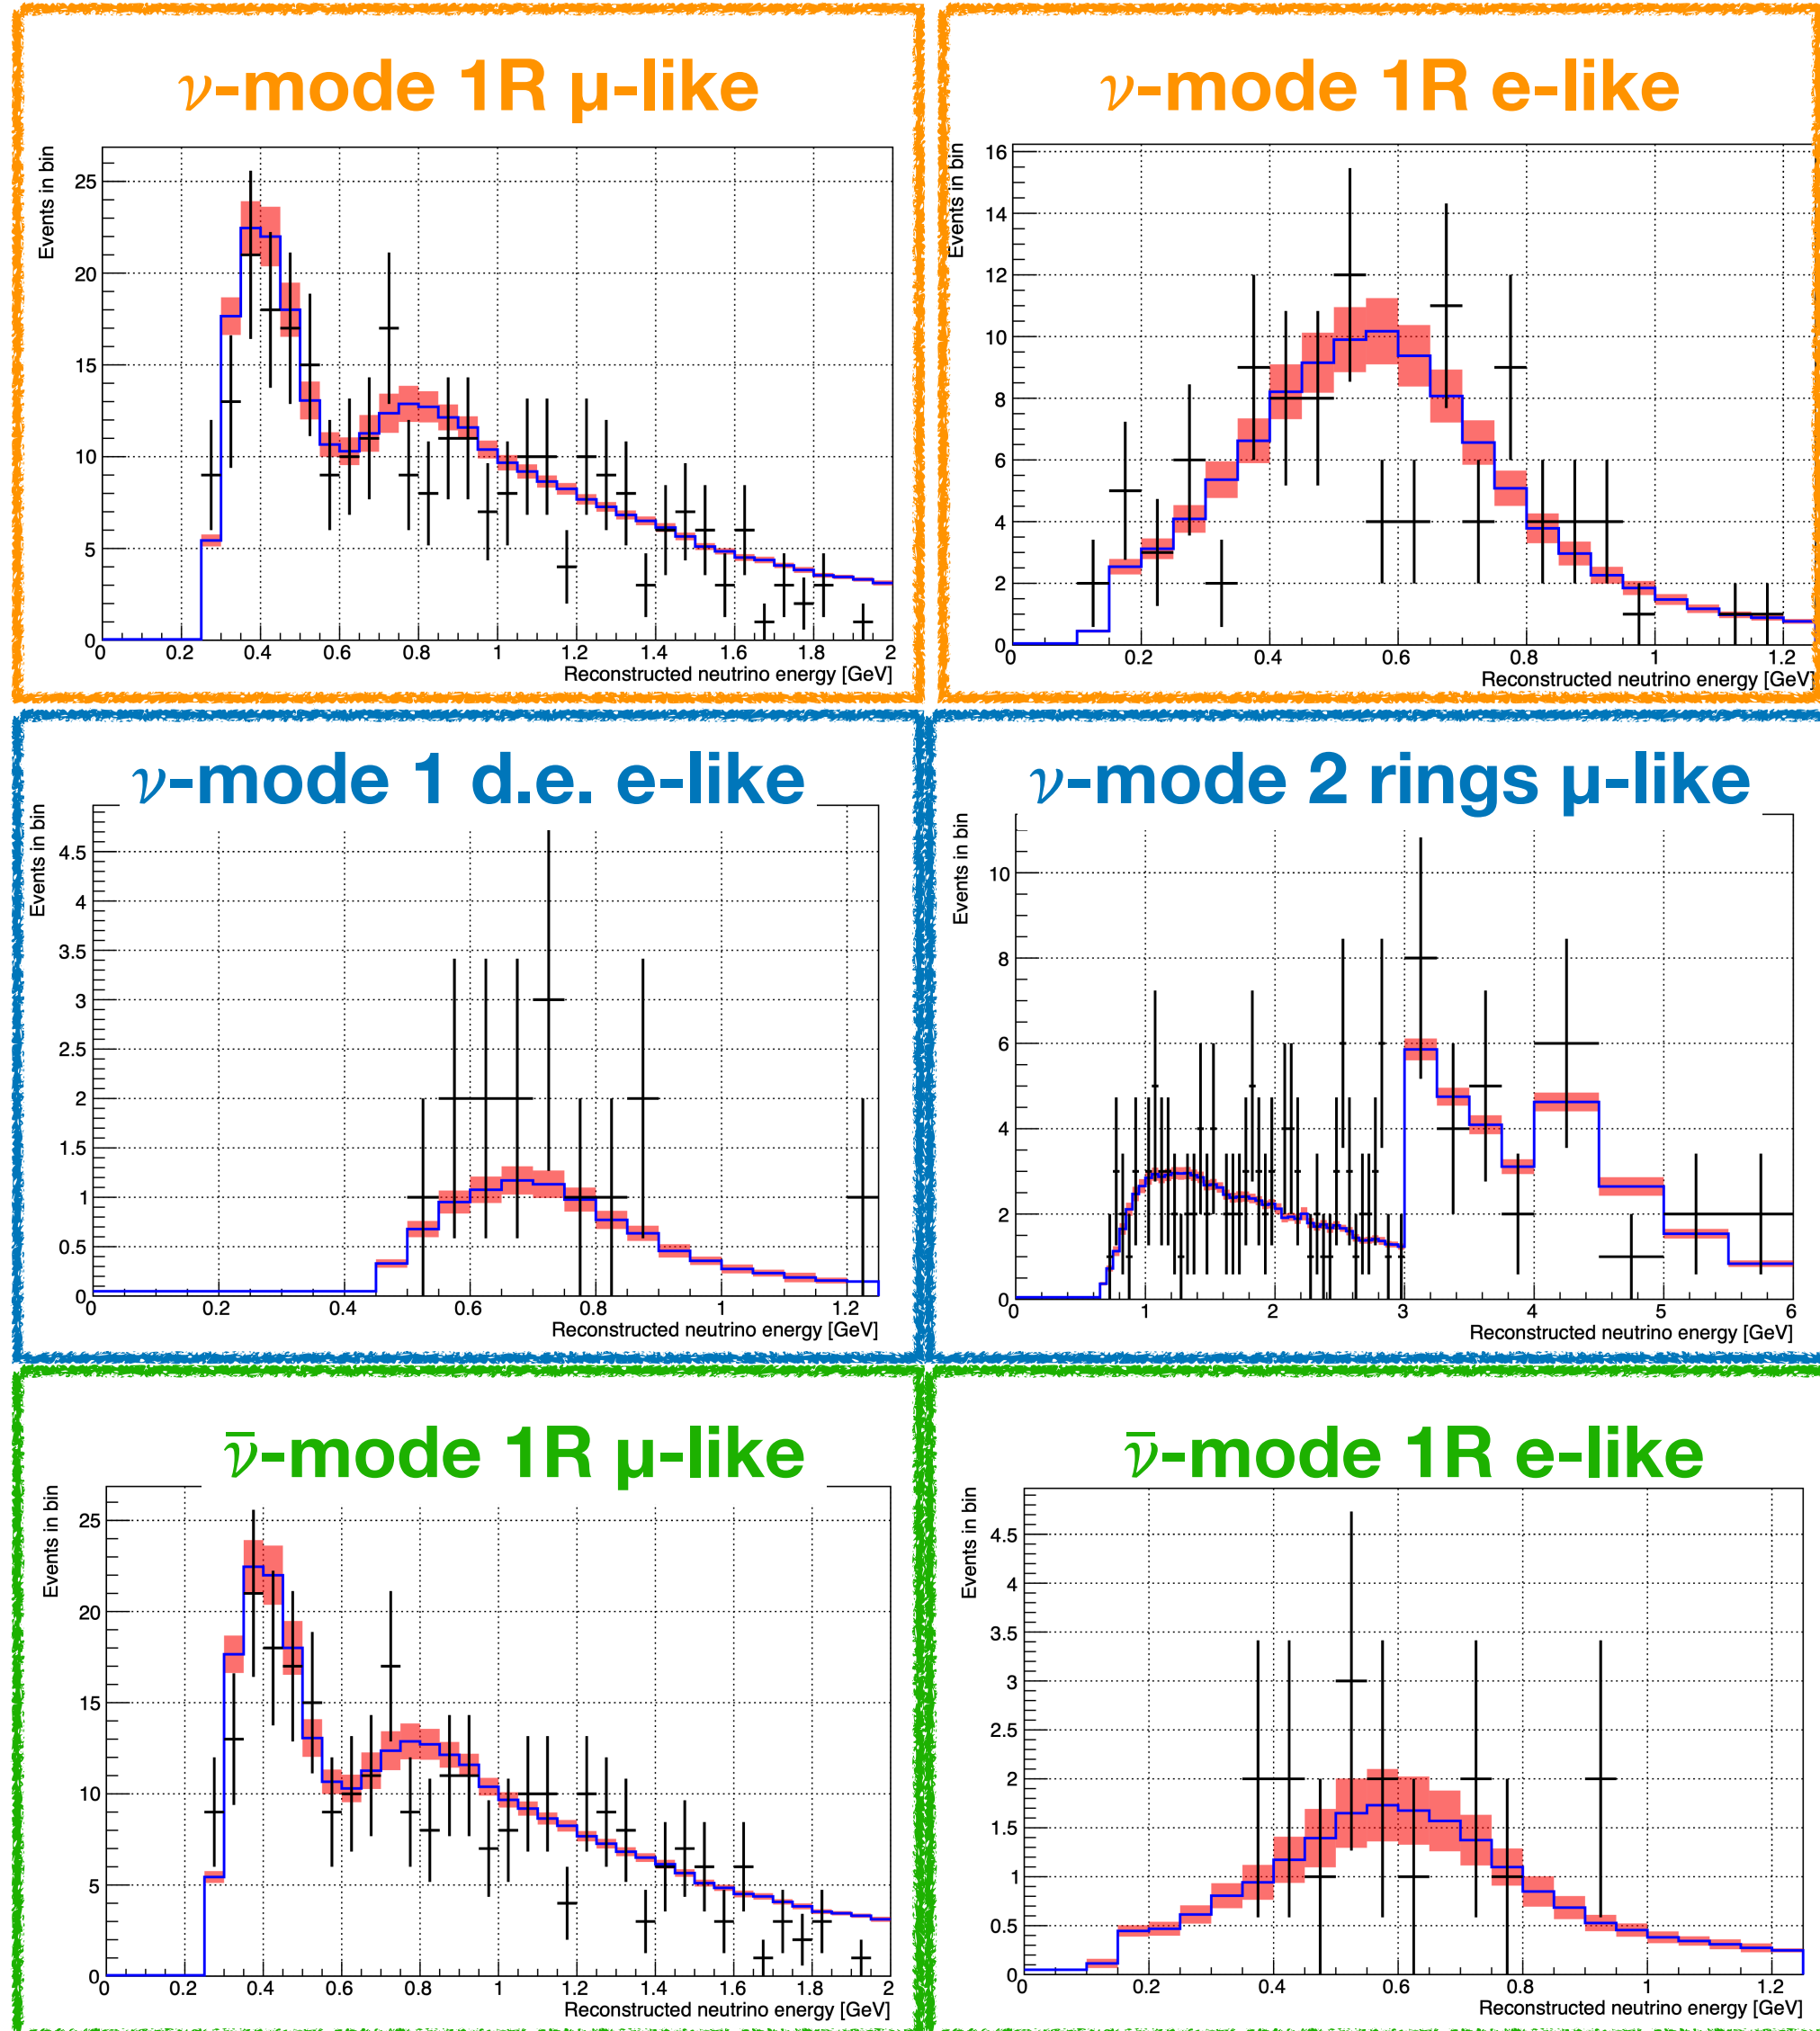 ν-mode 1R μ-like
Events in bin
25
20
15
10
5
0
0 0.2 0.4 0.6 0.8 1 1.2 1.4 1.6 1.8 2
Reconstructed neutrino energy [GeV]
ν-mode 1R e-like
Events in bin
16
14
12
10
8
6
4
2
0
0 0.2 0.4 0.6 0.8 1 1.2
Reconstructed neutrino energy [GeV]
ν-mode 1 d.e. e-like
Events in bin
4.5
4
3.5
3
2.5
2
1.5
1
0.5
0
0 0.2 0.4 0.6 0.8 1 1.2
Reconstructed neutrino energy [GeV]
ν-mode 2 rings μ-like
Events in bin
10
8
6
4
2
0
0 1 2 3 4 5 6
Reconstructed neutrino energy [GeV]
ν̅-mode 1R μ-like
Events in bin
25
20
15
10
5
0
0 0.2 0.4 0.6 0.8 1 1.2 1.4 1.6 1.8 2
Reconstructed neutrino energy [GeV]
ν̅-mode 1R e-like
Events in bin
4.5
4
3.5
3
2.5
2
1.5
1
0.5
0
0 0.2 0.4 0.6 0.8 1 1.2
Reconstructed neutrino energy [GeV]